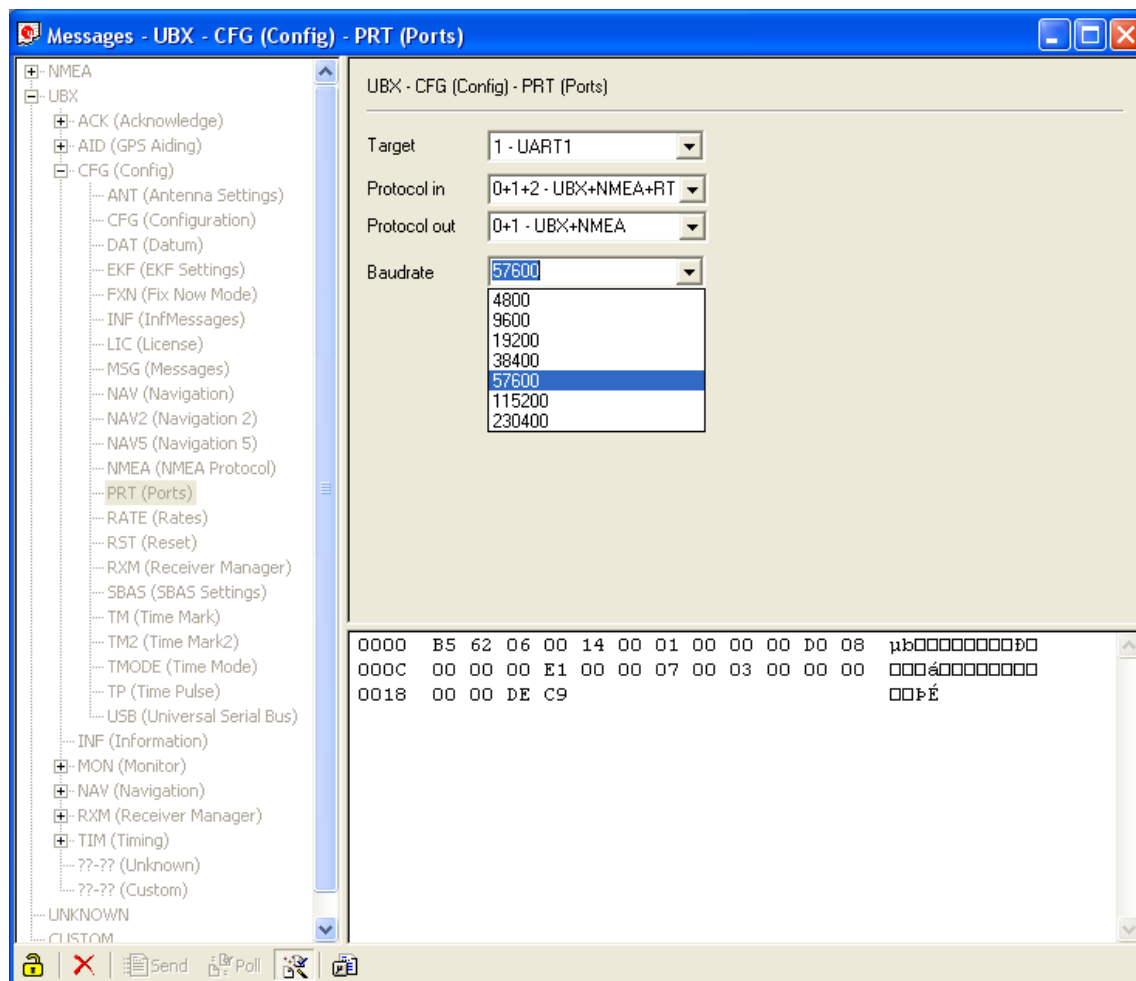 Messages - UBX - CFG (Config) - PRT (Ports)
NMEA
UBX
ACK (Acknowledge)
AID (GPS Aiding)
CFG (Config)
ANT (Antenna Settings)
CFG (Configuration)
DAT (Datum)
EKF (EKF Settings)
FXN (Fix Now Mode)
INF (InfMessages)
LIC (License)
MSG (Messages)
NAV (Navigation)
NAV2 (Navigation 2)
NAV5 (Navigation 5)
NMEA (NMEA Protocol)
PRT (Ports)
RATE (Rates)
RST (Reset)
RXM (Receiver Manager)
SBAS (SBAS Settings)
TM (Time Mark)
TM2 (Time Mark2)
TMODE (Time Mode)
TP (Time Pulse)
USB (Universal Serial Bus)
INF (Information)
MON (Monitor)
NAV (Navigation)
RXM (Receiver Manager)
TIM (Timing)
??-?? (Unknown)
??-?? (Custom)
UNKNOWN
CUSTOM
UBX - CFG (Config) - PRT (Ports)
Target 1 - UART1
Protocol in 0+1+2 - UBX+NMEA+RT
Protocol out 0+1 - UBX+NMEA
Baudrate 57600
4800
9600
19200
38400
57600
115200
230400
0000 B5 62 06 00 14 00 01 00 00 00 D0 08 µb□□□□□□□□Ð□
000C 00 00 00 E1 00 00 07 00 03 00 00 00 □□□á□□□□□□□□
0018 00 00 DE C9 □□ÞÉ
Send Poll